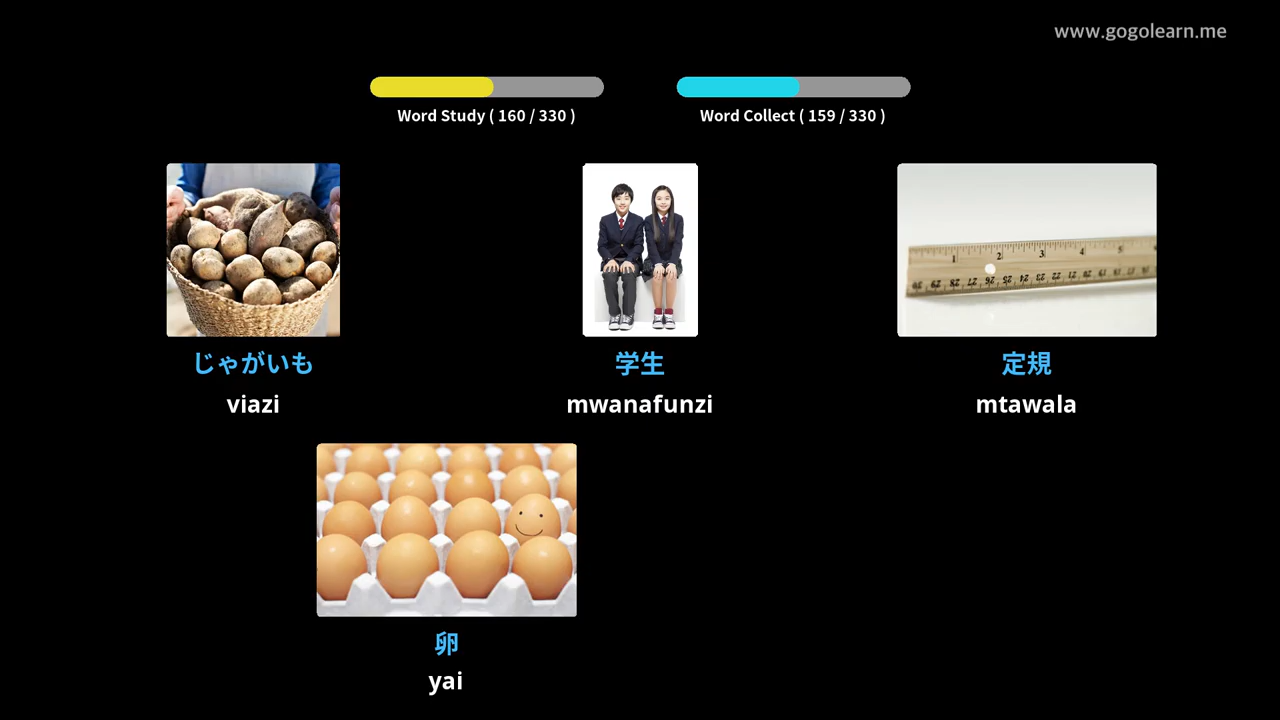 www.gogolearn.me
Word Study ( 160 / 330 )
Word Collect ( 159 / 330 )
じゃがいも
viazi
学生
mwanafunzi
定規
mtawala
卵
yai